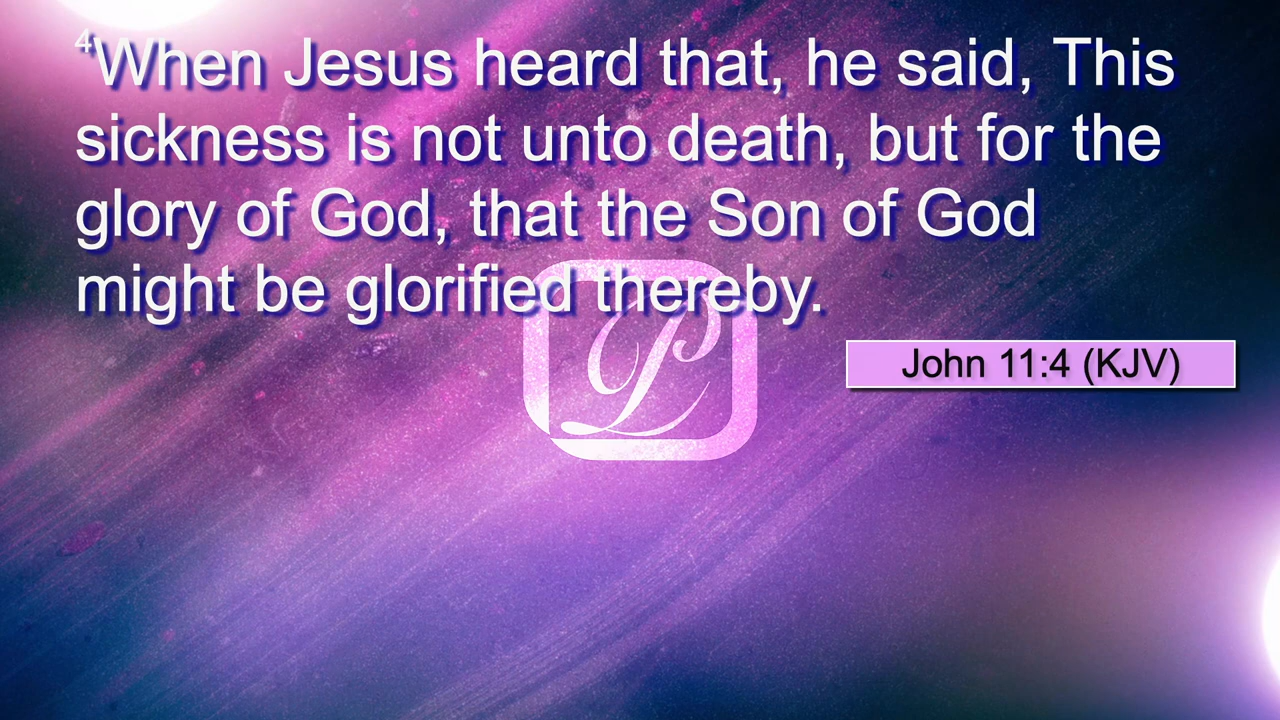 ⁴When Jesus heard that, he said, This
sickness is not unto death, but for the
glory of God, that the Son of God
might be glorified thereby.
John 11:4 (KJV)
P